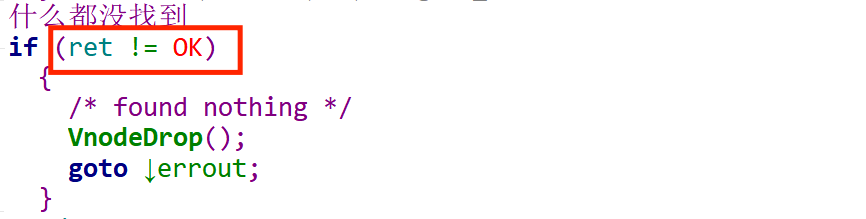 什么都没找到
if (ret != OK)
{
/* found nothing */
VnodeDrop();
goto ↓errout;
}